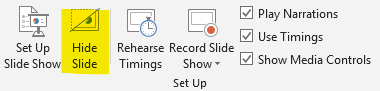 Set Up
Slide Show
Hide
Slide
Rehearse
Timings
Record Slide
Show
Play Narrations
Use Timings
Show Media Controls
Set Up